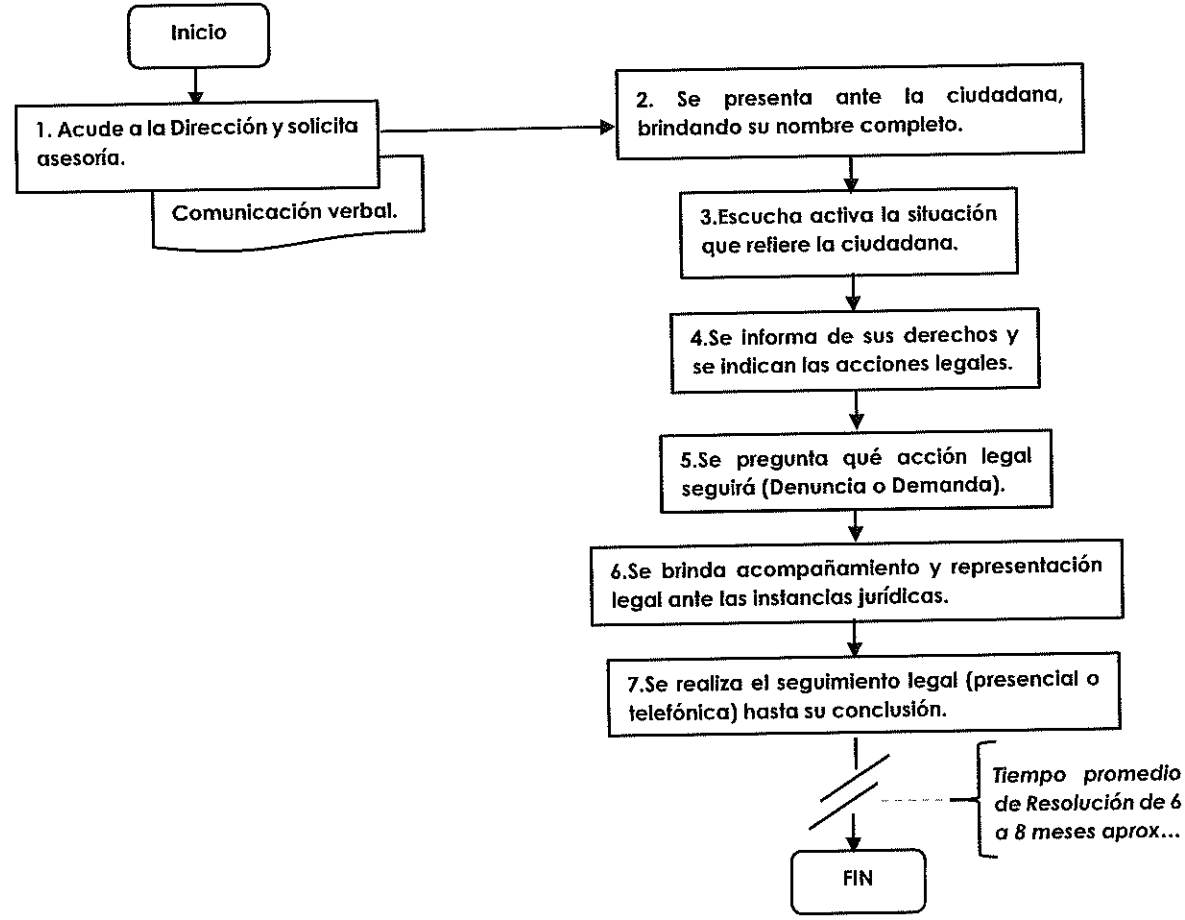 Inicio
1. Acude a la Dirección y solicita
asesoría.
Comunicación verbal.
2. Se presenta ante la ciudadana,
brindando su nombre completo.
3.Escucha activa la situación
que refiere la ciudadana.
4.Se informa de sus derechos y
se indican las acciones legales.
5.Se pregunta qué acción legal
seguirá (Denuncia o Demanda).
6.Se brinda acompañamiento y representación
legal ante las instancias jurídicas.
7.Se realiza el seguimiento legal (presencial o
telefónica) hasta su conclusión.
Tiempo promedio
de Resolución de 6
a 8 meses aprox...
FIN